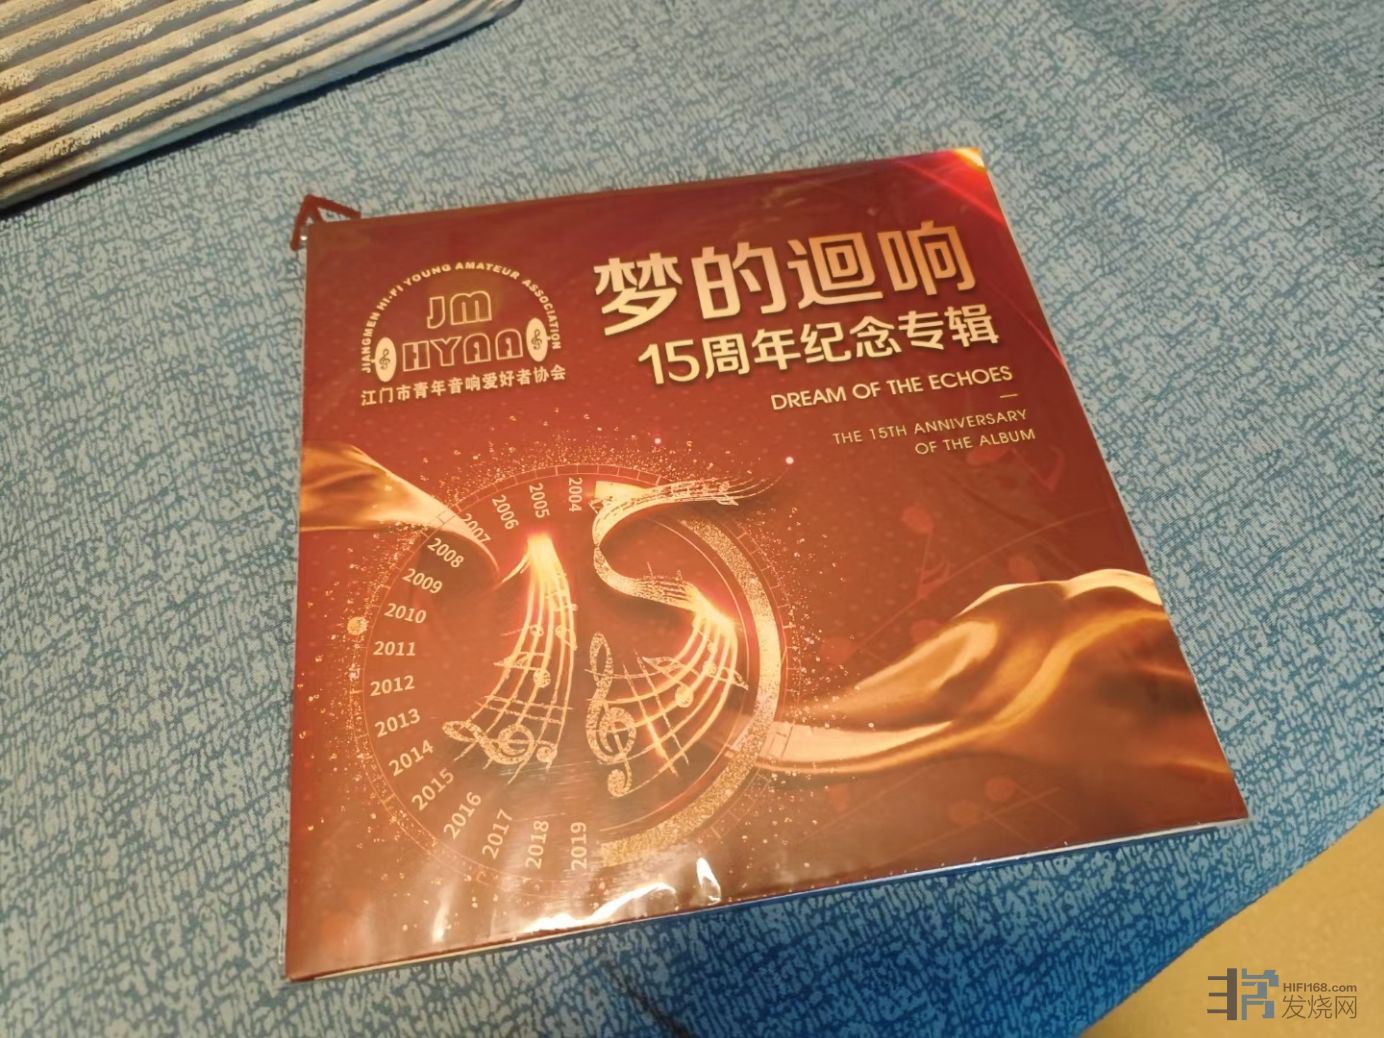 JIANGMEN HI-FI YOUNG AMATEUR ASSOCIATION
JM
HYAA
江门市青年音响爱好者协会
梦的迴响
15周年纪念专辑
DREAM OF THE ECHOES
THE 15TH ANNIVERSARY
OF THE ALBUM
2004
2005
2006
2007
2008
2009
2010
2011
2012
2013
2014
2015
2016
2017
2018
2019
15
HIFI168.com
发烧网